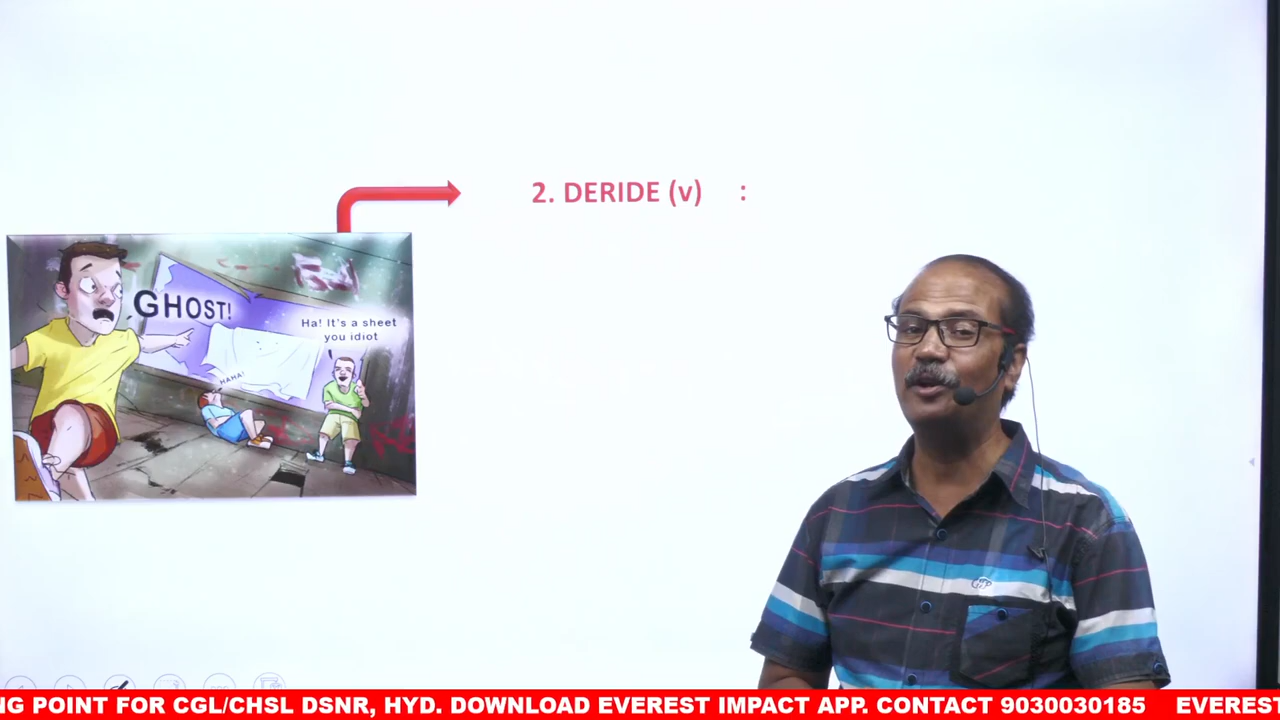 2. DERIDE (v) :
GHOST!
Ha! It's a sheet
you idiot
HAHA!
NG POINT FOR CGL/CHSL DSNR, HYD. DOWNLOAD EVEREST IMPACT APP. CONTACT 9030030185 EVEREST